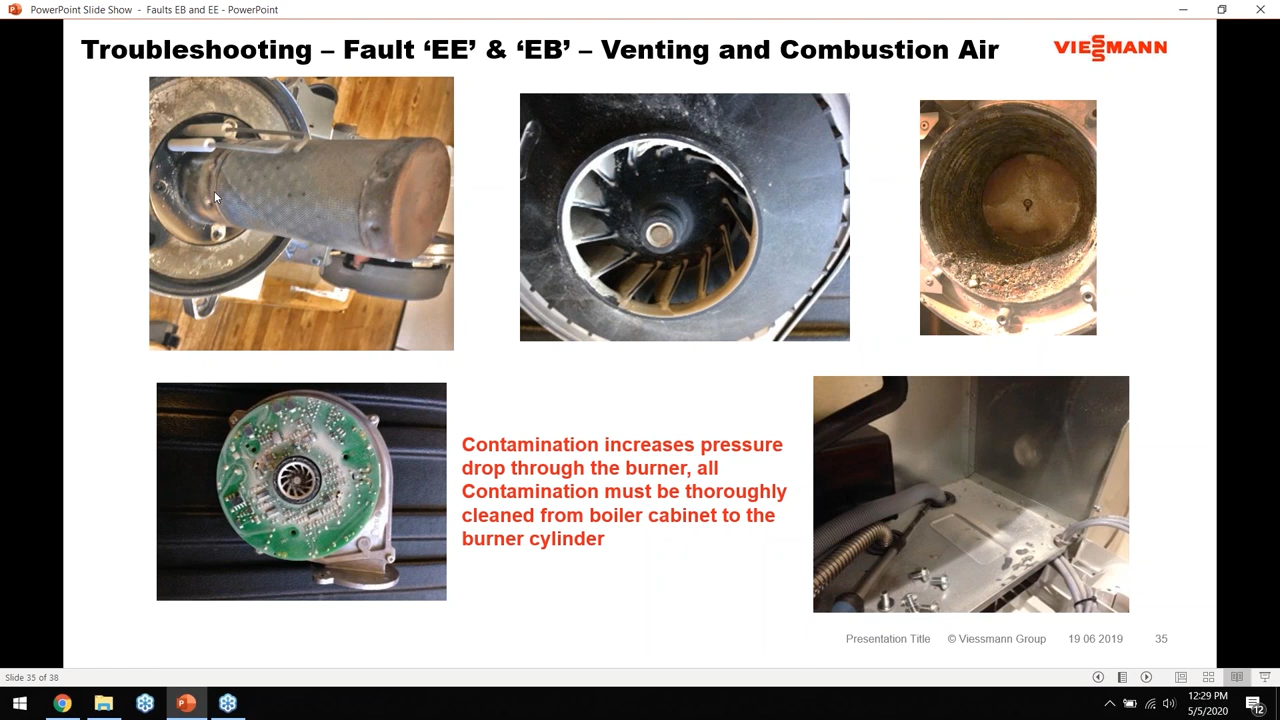 PowerPoint Slide Show - Faults EB and EE - PowerPoint
Troubleshooting – Fault ‘EE’ & ‘EB’ – Venting and Combustion Air
VIESSMANN
Contamination increases pressure
drop through the burner, all
Contamination must be thoroughly
cleaned from boiler cabinet to the
burner cylinder
Presentation Title © Viessmann Group 19 06 2019 35
Slide 35 of 38
12:29 PM
5/5/2020
12